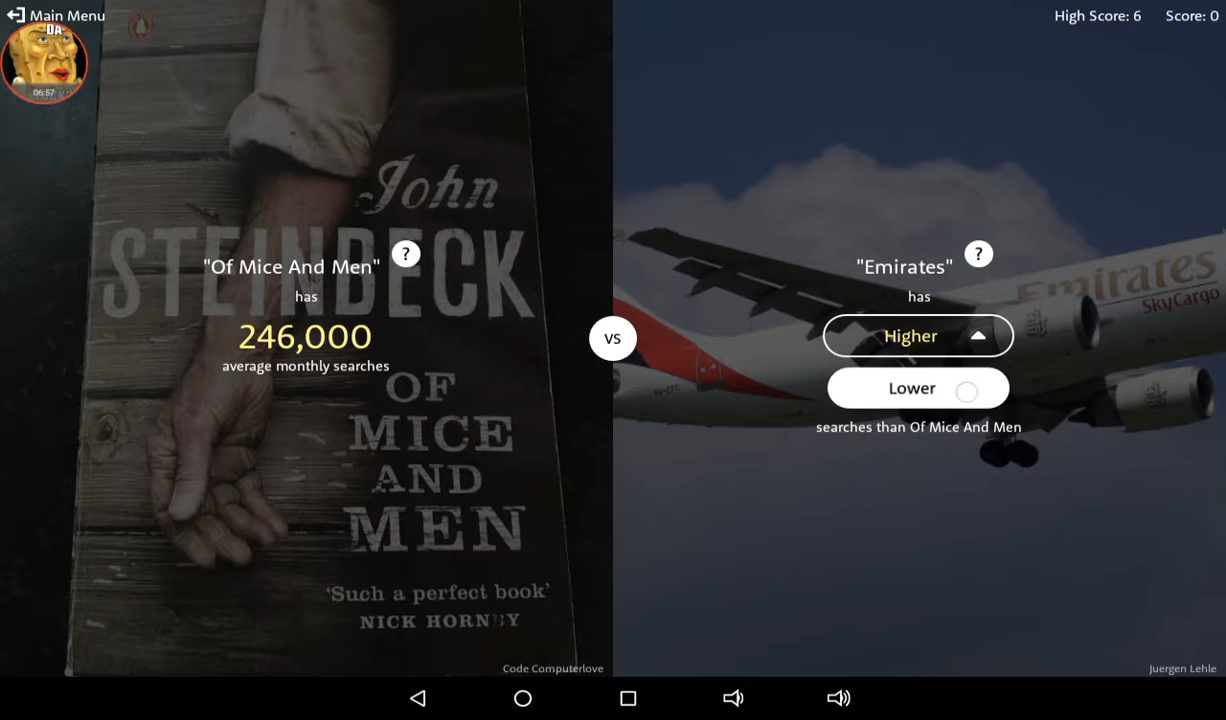 Main Menu
High Score: 6
Score: 0
DA
06:57
John
STEINBECK
"Of Mice And Men"
?
has
246,000
average monthly searches
OF
MICE
AND
MEN
'Such a perfect book'
NICK HORNBY
Code Computerlove
vs
"Emirates"
?
has
Higher
Lower
searches than Of Mice And Men
Emirates
SkyCargo
Juergen Lehle